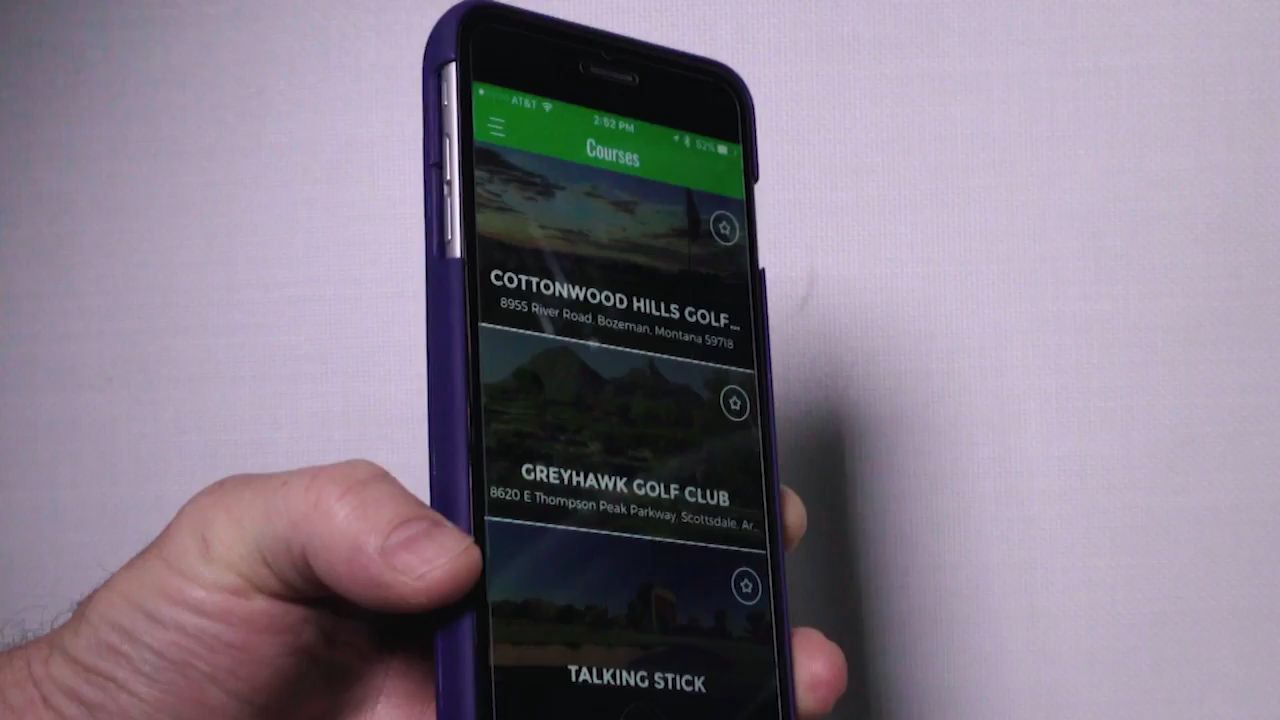 AT&T
2:52 PM
52%
Courses
COTTONWOOD HILLS GOLF...
8955 River Road, Bozeman, Montana 59718
GREYHAWK GOLF CLUB
8620 E Thompson Peak Parkway, Scottsdale, Ar...
TALKING STICK